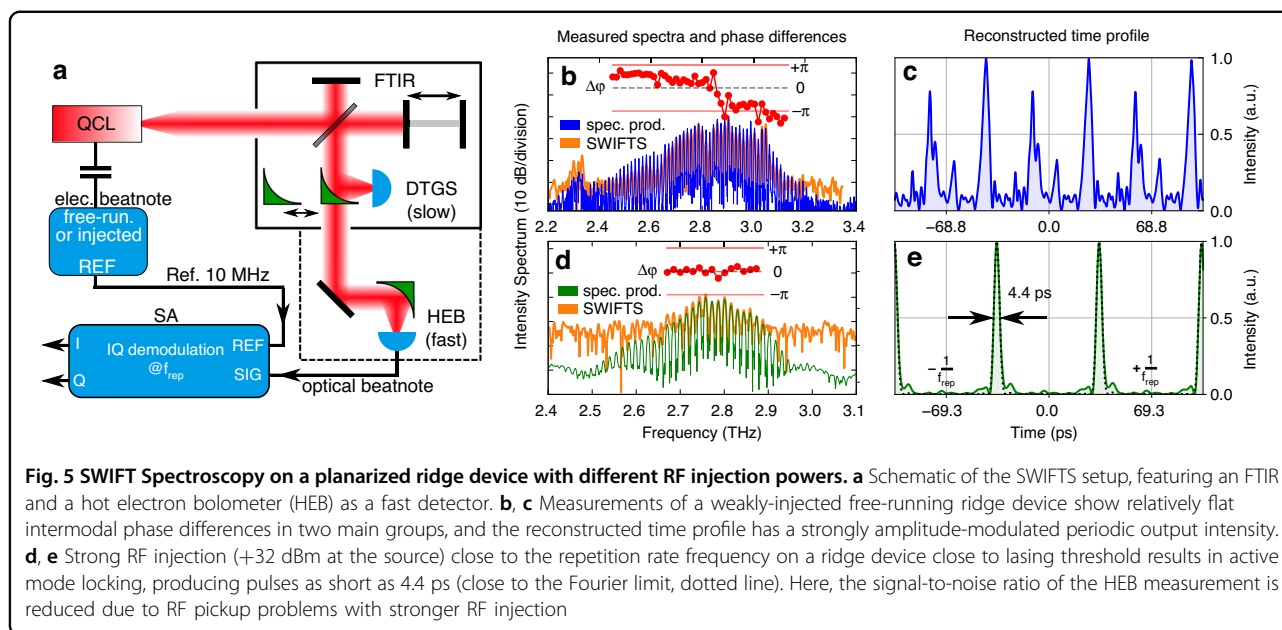 Measured spectra and phase differences
Reconstructed time profile
a
FTIR
QCL
elec. beatnote
free-run.
or injected
REF
Ref. 10 MHz
DTGS
(slow)
HEB
(fast)
SA
I
Q
IQ demodulation
@f_rep
REF
SIG
optical beatnote
Intensity Spectrum (10 dB/division)
b
Δφ
+π
0
−π
spec. prod.
SWIFTS
2.2 2.4 2.6 2.8 3.0 3.2 3.4
c
1.0
0.5
0.0
Intensity (a.u.)
−68.8 0.0 68.8
d
Δφ
+π
0
−π
spec. prod.
SWIFTS
2.4 2.5 2.6 2.7 2.8 2.9 3.0 3.1
Frequency (THz)
e
4.4 ps
− 1/f_rep
+ 1/f_rep
1.0
0.5
0.0
Intensity (a.u.)
−69.3 0.0 69.3
Time (ps)
Fig. 5 SWIFT Spectroscopy on a planarized ridge device with different RF injection powers. a Schematic of the SWIFTS setup, featuring an FTIR
and a hot electron bolometer (HEB) as a fast detector. b, c Measurements of a weakly-injected free-running ridge device show relatively flat
intermodal phase differences in two main groups, and the reconstructed time profile has a strongly amplitude-modulated periodic output intensity.
d, e Strong RF injection (+32 dBm at the source) close to the repetition rate frequency on a ridge device close to lasing threshold results in active
mode locking, producing pulses as short as 4.4 ps (close to the Fourier limit, dotted line). Here, the signal-to-noise ratio of the HEB measurement is
reduced due to RF pickup problems with stronger RF injection